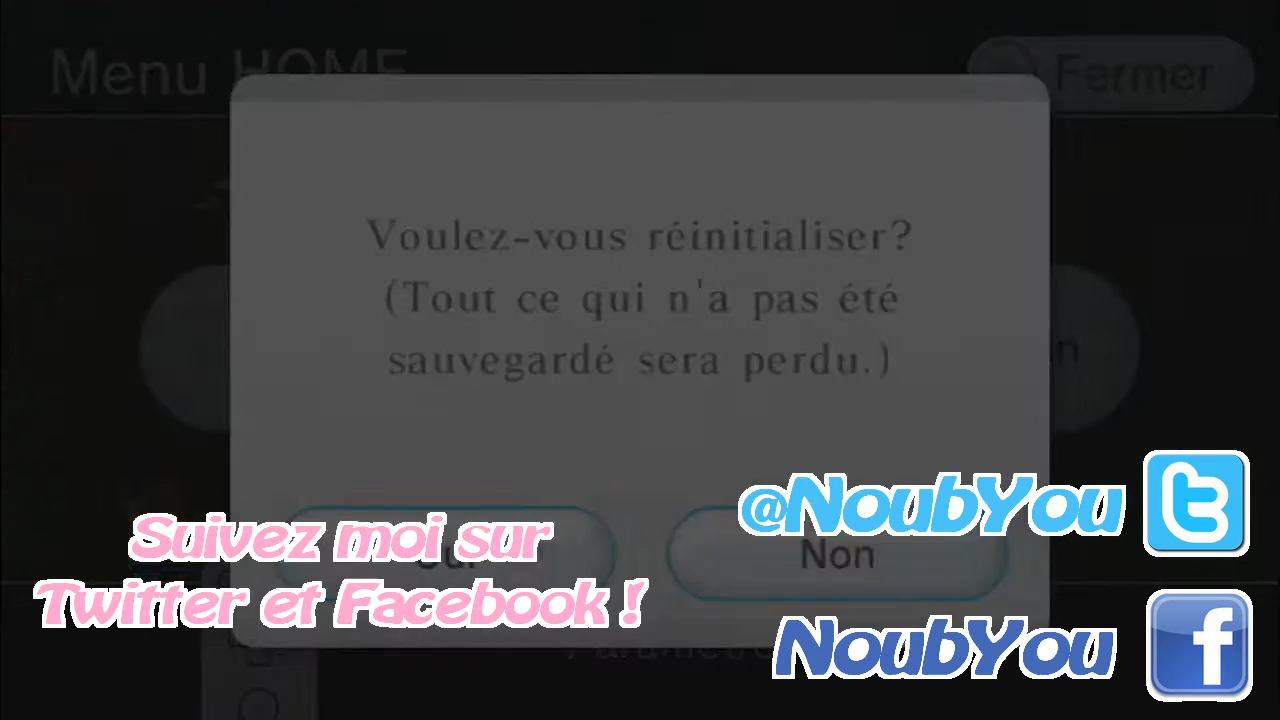 Menu HOME
Fermer
Voulez-vous réinitialiser?
(Tout ce qui n'a pas été
sauvegardé sera perdu.)
Oui
Non
Suivez moi sur
Twitter et Facebook !
@NoubYou
NoubYou